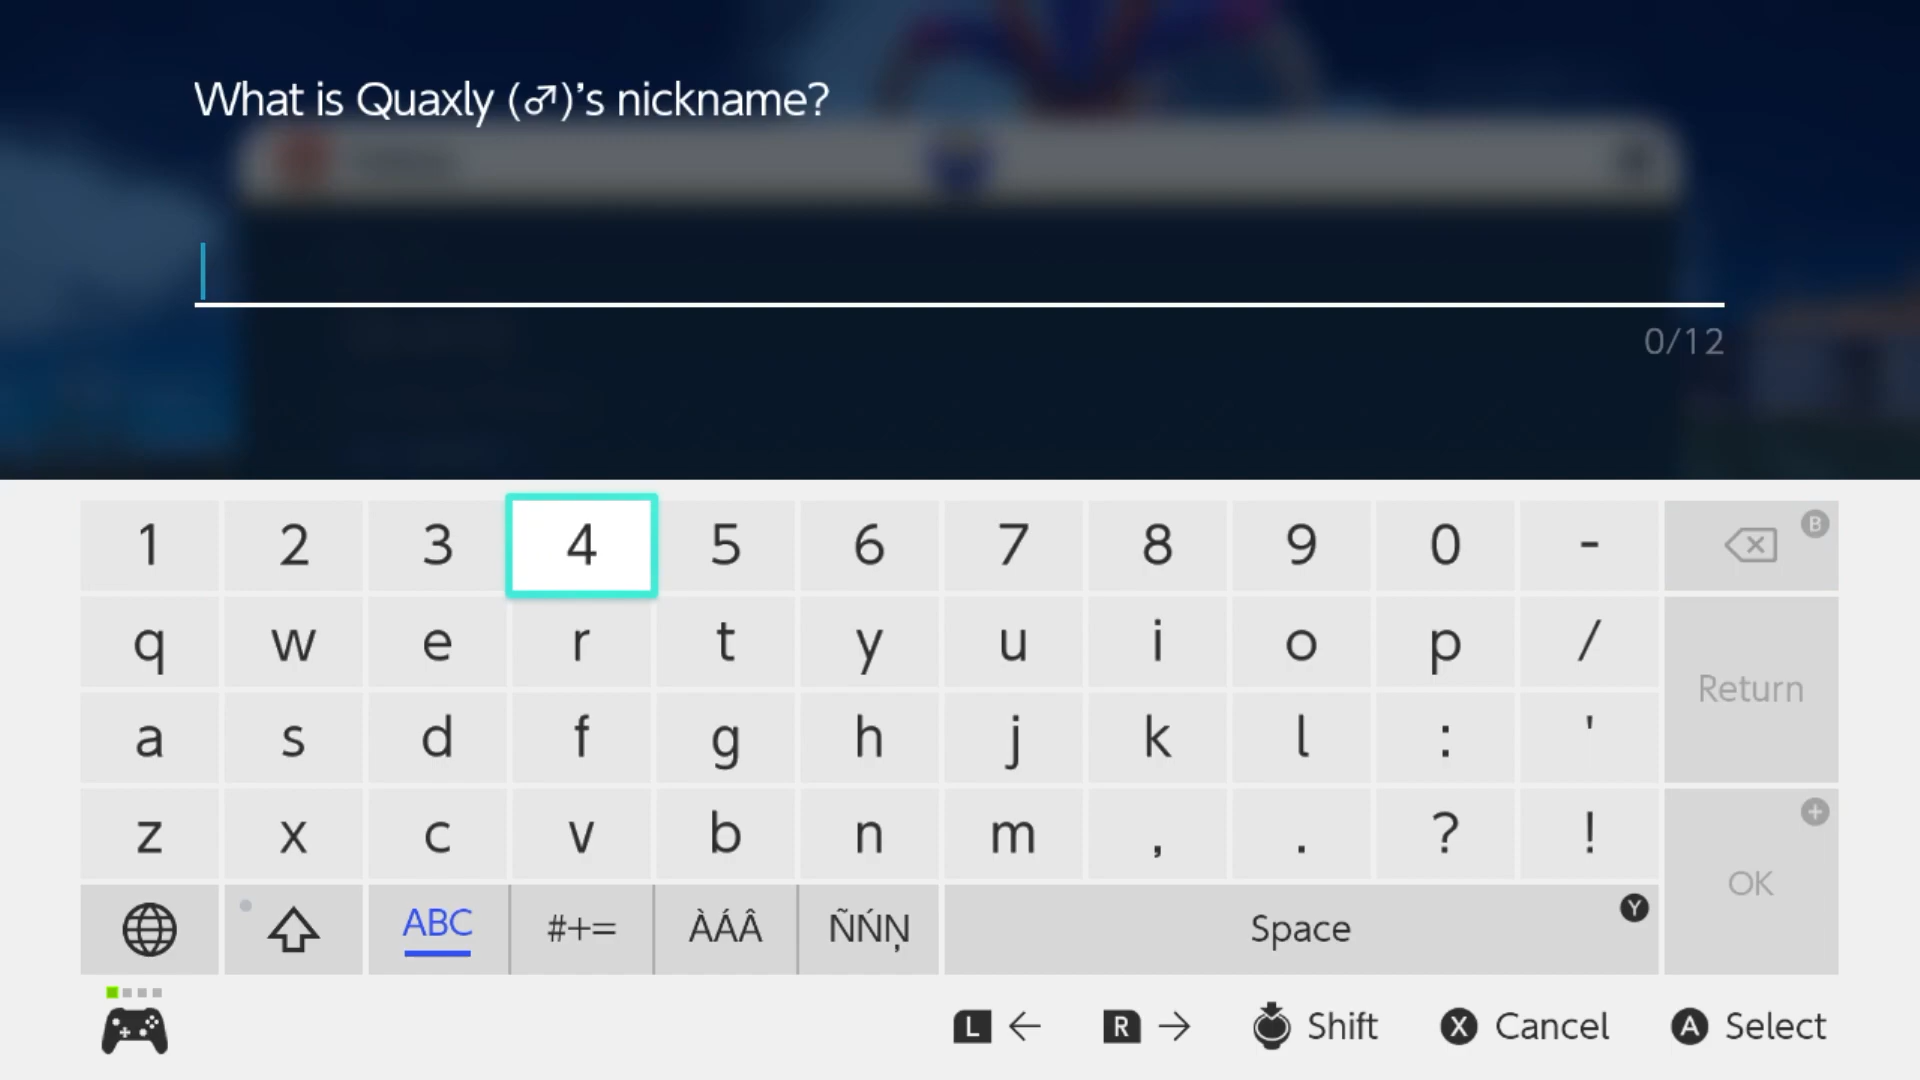 What is Quaxly (♂)'s nickname?
0/12
1 2 3 4 5 6 7 8 9 0 - B
q w e r t y u i o p / Return
a s d f g h j k l : '
z x c v b n m , . ? ! + OK
ABC #+= ÀÁÂ ÑŃŅ Space Y
L ← R → Shift X Cancel A Select